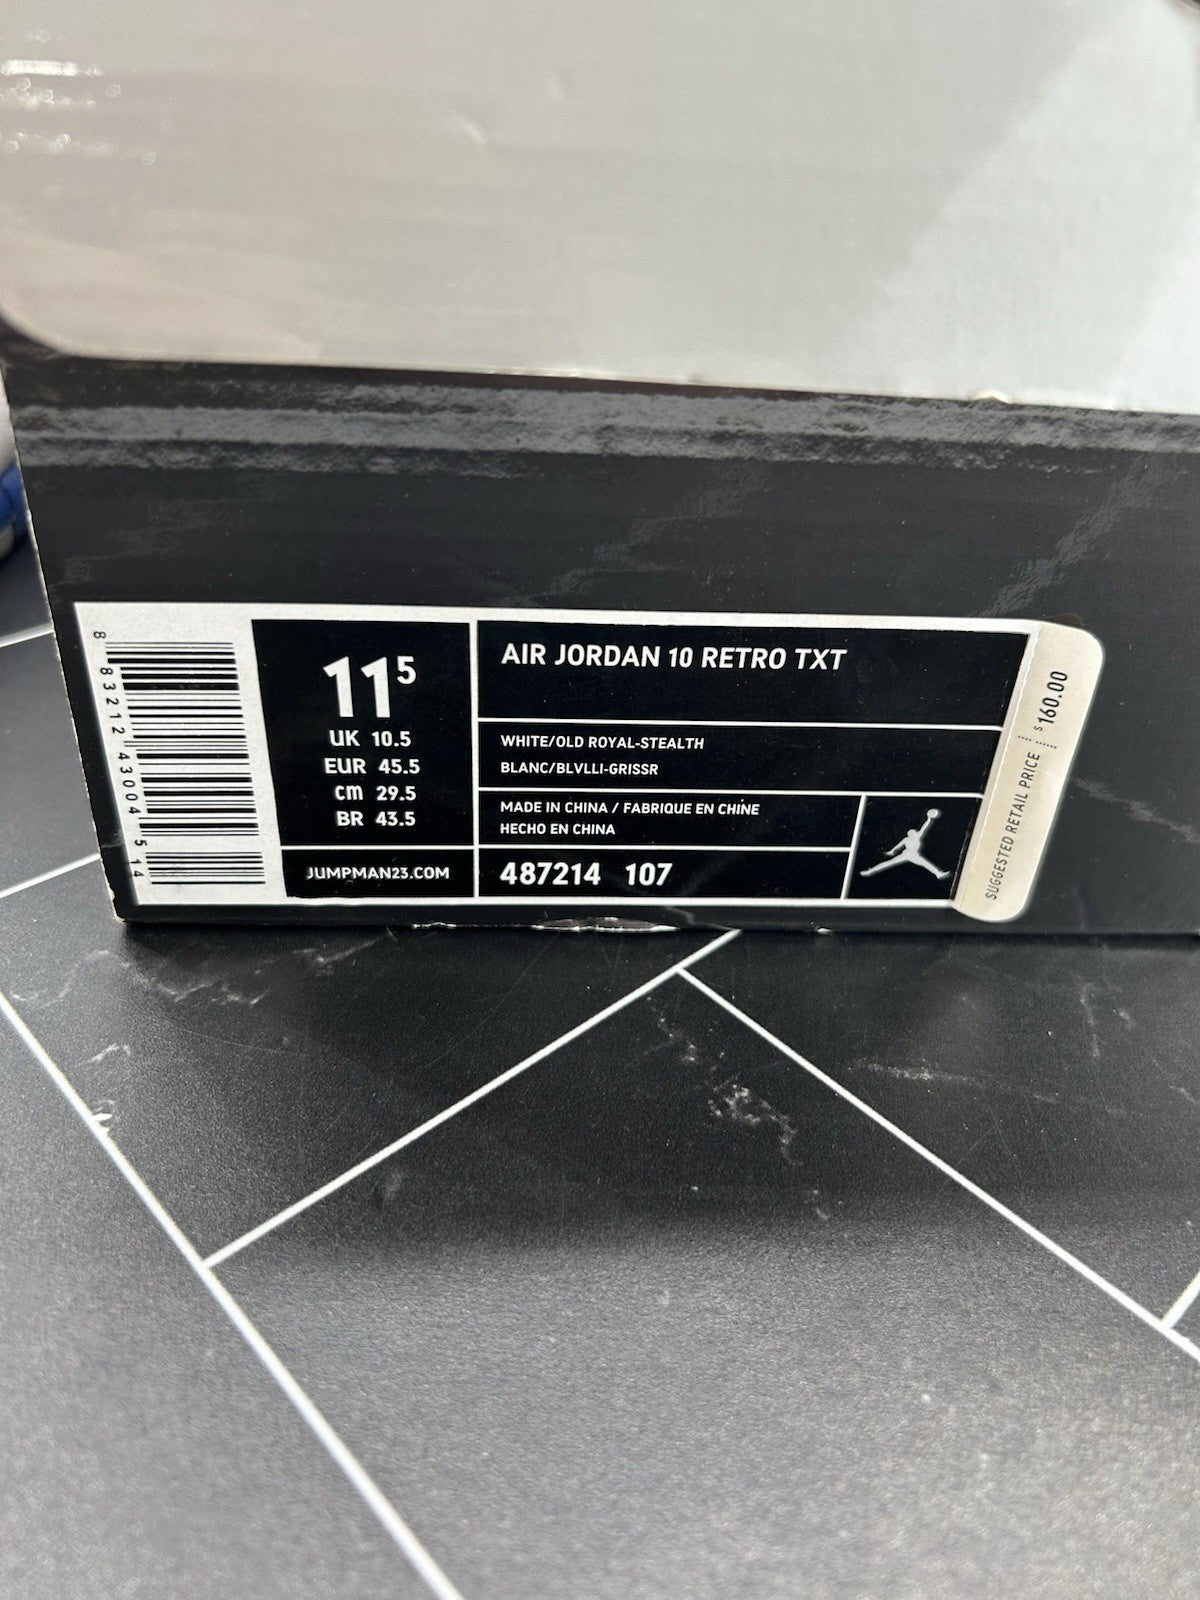 8 83212 43004 5 14
11⁵
UK 10.5
EUR 45.5
cm 29.5
BR 43.5
JUMPMAN23.COM
AIR JORDAN 10 RETRO TXT
WHITE/OLD ROYAL-STEALTH
BLANC/BLVLLI-GRISSR
MADE IN CHINA / FABRIQUE EN CHINE
HECHO EN CHINA
487214 107
SUGGESTED RETAIL PRICE $160.00